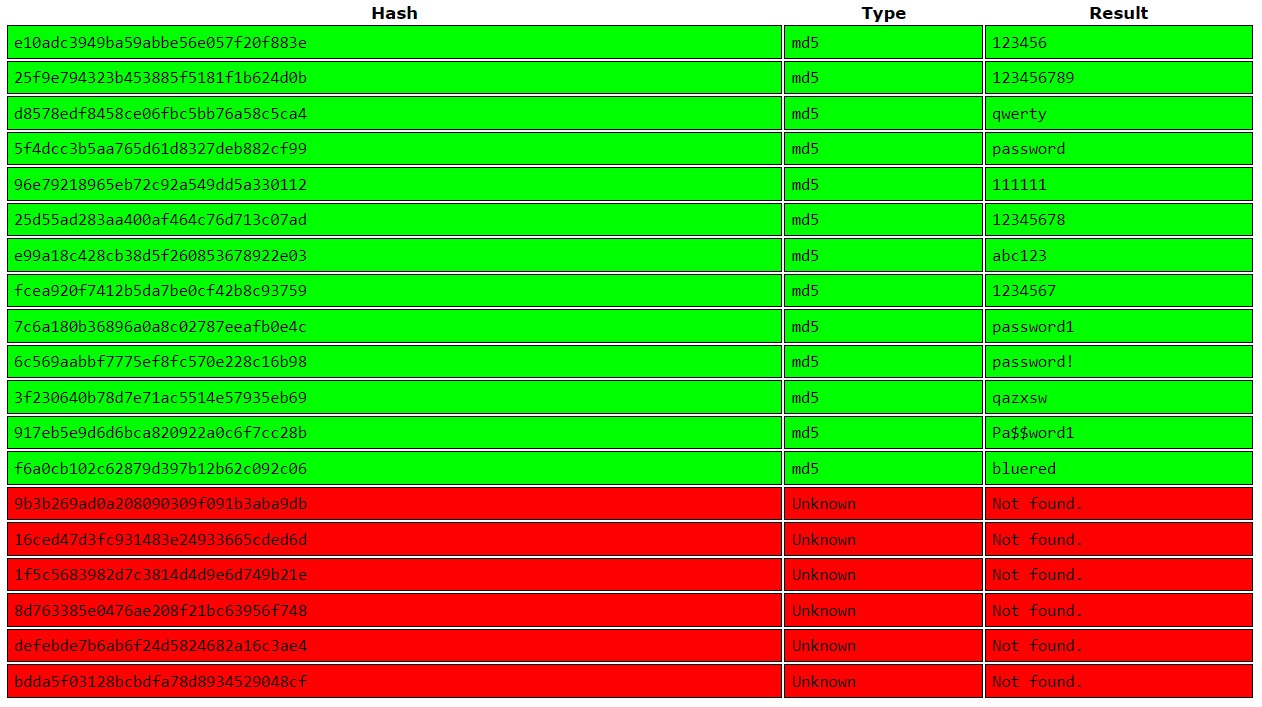 Hash Type Result
e10adc3949ba59abbe56e057f20f883e md5 123456
25f9e794323b453885f5181f1b624d0b md5 123456789
d8578edf8458ce06fbc5bb76a58c5ca4 md5 qwerty
5f4dcc3b5aa765d61d8327deb882cf99 md5 password
96e79218965eb72c92a549dd5a330112 md5 111111
25d55ad283aa400af464c76d713c07ad md5 12345678
e99a18c428cb38d5f260853678922e03 md5 abc123
fcea920f7412b5da7be0cf42b8c93759 md5 1234567
7c6a180b36896a0a8c02787eeafb0e4c md5 password1
6c569aabbf7775ef8fc570e228c16b98 md5 password!
3f230640b78d7e71ac5514e57935eb69 md5 qazxsw
917eb5e9d6d6bca820922a0c6f7cc28b md5 Pa$$word1
f6a0cb102c62879d397b12b62c092c06 md5 bluered
9b3b269ad0a208090309f091b3aba9db Unknown Not found.
16ced47d3fc931483e24933665cded6d Unknown Not found.
1f5c5683982d7c3814d4d9e6d749b21e Unknown Not found.
8d763385e0476ae208f21bc63956f748 Unknown Not found.
defebde7b6ab6f24d5824682a16c3ae4 Unknown Not found.
bdda5f03128bcbdfa78d8934529048cf Unknown Not found.